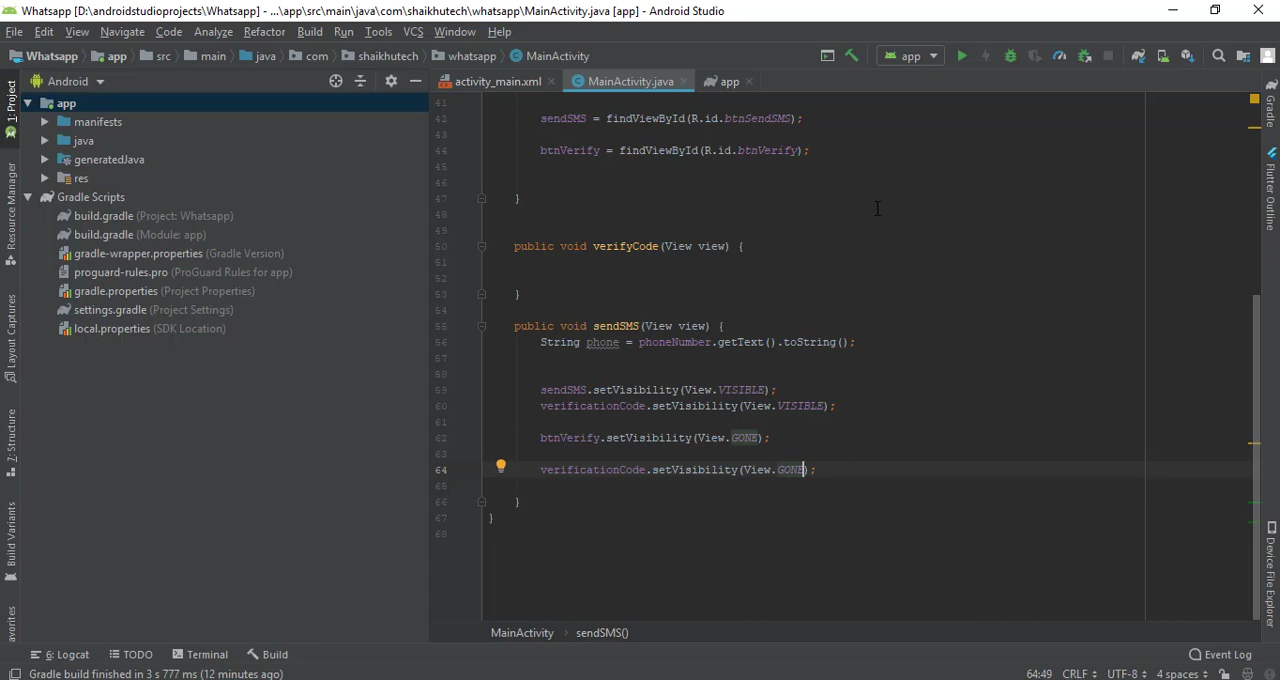 Whatsapp [D:\androidstudioprojects\Whatsapp] - ...\app\src\main\java\com\shaikhutech\whatsapp\MainActivity.java [app] - Android Studio
File Edit View Navigate Code Analyze Refactor Build Run Tools VCS Window Help
Whatsapp app src main java com shaikhutech whatsapp MainActivity app
Android activity_main.xml MainActivity.java app
1: Project
Resource Manager
Layout Captures
7: Structure
Build Variants
avorites
app
manifests
java
generatedJava
res
Gradle Scripts
build.gradle (Project: Whatsapp)
build.gradle (Module: app)
gradle-wrapper.properties (Gradle Version)
proguard-rules.pro (ProGuard Rules for app)
gradle.properties (Project Properties)
settings.gradle (Project Settings)
local.properties (SDK Location)
41
42 sendSMS = findViewById(R.id.btnSendSMS);
43
44 btnVerify = findViewById(R.id.btnVerify);
45
46
47 }
48
49
50 public void verifyCode(View view) {
51
52
53 }
54
55 public void sendSMS(View view) {
56 String phone = phoneNumber.getText().toString();
57
58
59 sendSMS.setVisibility(View.VISIBLE);
60 verificationCode.setVisibility(View.VISIBLE);
61
62 btnVerify.setVisibility(View.GONE);
63
64 verificationCode.setVisibility(View.GONE);
65
66 }
67 }
68
MainActivity › sendSMS()
Gradle
Flutter Outline
Device File Explorer
6: Logcat TODO Terminal Build Event Log
Gradle build finished in 3 s 777 ms (12 minutes ago) 64:49 CRLF UTF-8 4 spaces